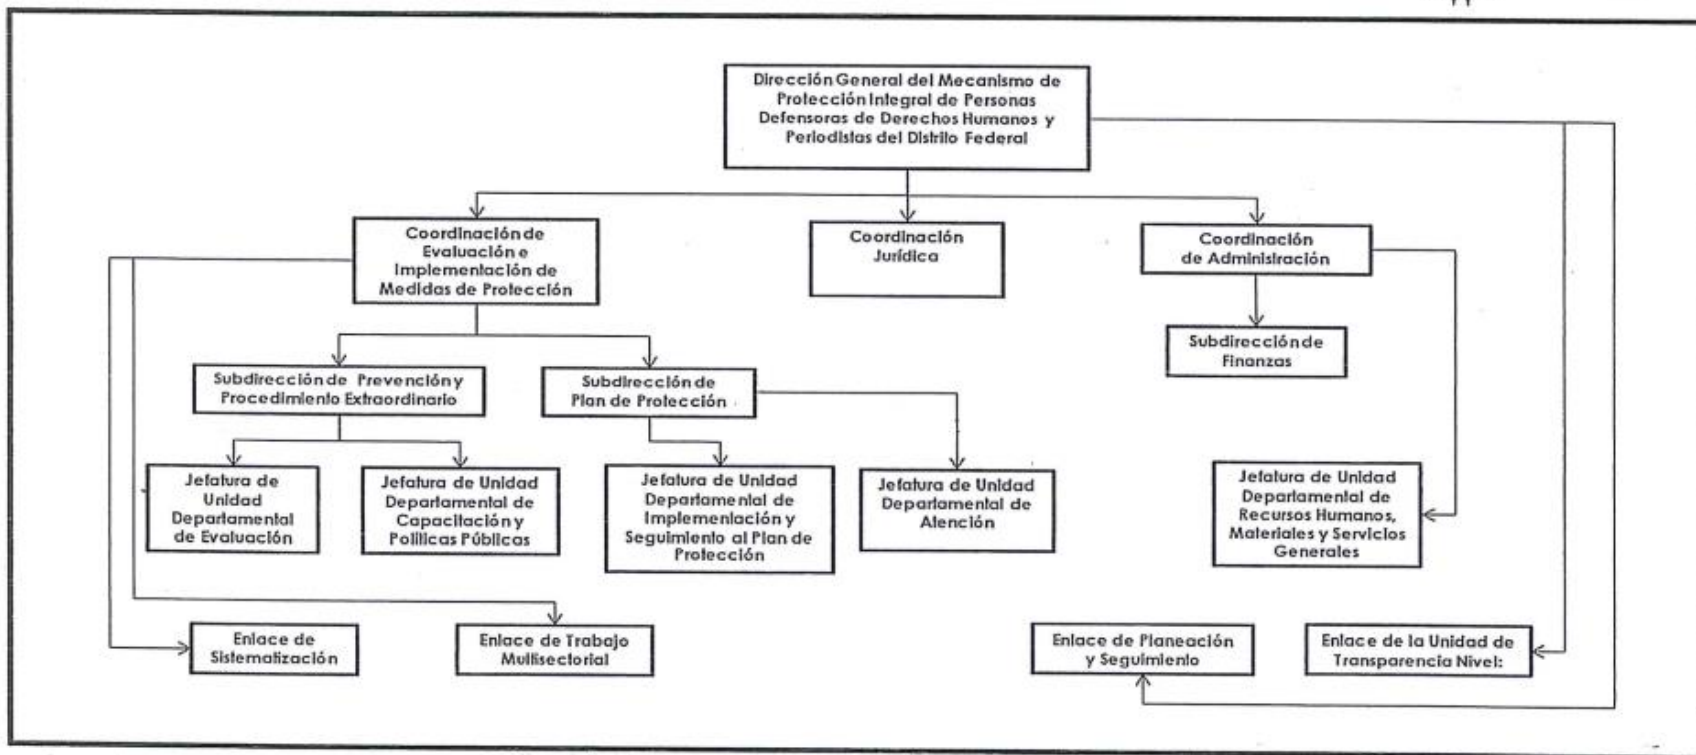 Dirección General del Mecanismo de
Protección Integral de Personas
Defensoras de Derechos Humanos y
Periodistas del Distrito Federal
Coordinación de
Evaluación e
Implementación de
Medidas de Protección
Coordinación
Jurídica
Coordinación
de Administración
Subdirección de
Finanzas
Subdirección de Prevención y
Procedimiento Extraordinario
Subdirección de
Plan de Protección
Jefatura de
Unidad
Departamental
de Evaluación
Jefatura de Unidad
Departamental de
Capacitación y
Políticas Públicas
Jefatura de Unidad
Departamental de
Implementación y
Seguimiento al Plan de
Protección
Jefatura de Unidad
Departamental de
Atención
Jefatura de Unidad
Departamental de
Recursos Humanos,
Materiales y Servicios
Generales
Enlace de
Sistematización
Enlace de Trabajo
Multisectorial
Enlace de Planeación
y Seguimiento
Enlace de la Unidad de
Transparencia Nivel: